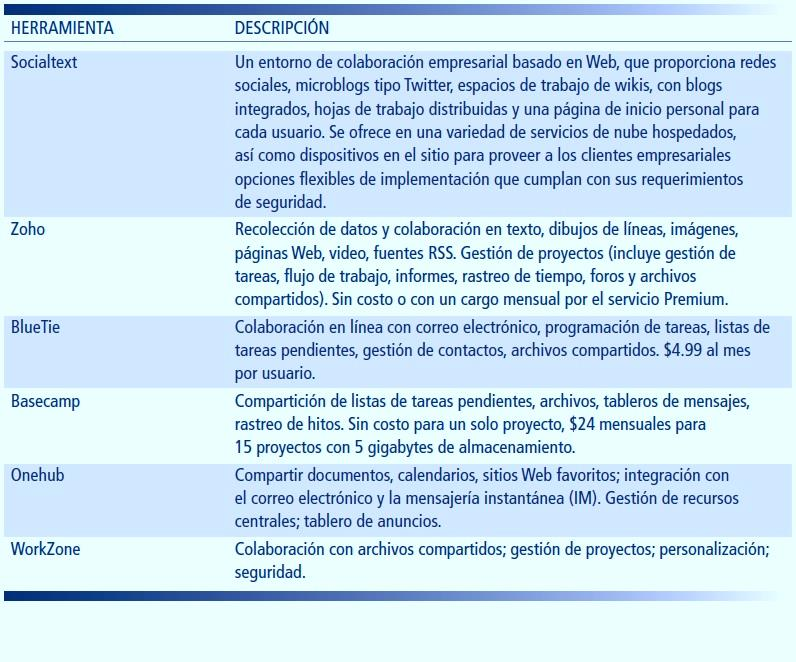 HERRAMIENTA DESCRIPCIÓN
Socialtext Un entorno de colaboración empresarial basado en Web, que proporciona redes
sociales, microblogs tipo Twitter, espacios de trabajo de wikis, con blogs
integrados, hojas de trabajo distribuidas y una página de inicio personal para
cada usuario. Se ofrece en una variedad de servicios de nube hospedados,
así como dispositivos en el sitio para proveer a los clientes empresariales
opciones flexibles de implementación que cumplan con sus requerimientos
de seguridad.
Zoho Recolección de datos y colaboración en texto, dibujos de líneas, imágenes,
páginas Web, video, fuentes RSS. Gestión de proyectos (incluye gestión de
tareas, flujo de trabajo, informes, rastreo de tiempo, foros y archivos
compartidos). Sin costo o con un cargo mensual por el servicio Premium.
BlueTie Colaboración en línea con correo electrónico, programación de tareas, listas de
tareas pendientes, gestión de contactos, archivos compartidos. $4.99 al mes
por usuario.
Basecamp Compartición de listas de tareas pendientes, archivos, tableros de mensajes,
rastreo de hitos. Sin costo para un solo proyecto, $24 mensuales para
15 proyectos con 5 gigabytes de almacenamiento.
Onehub Compartir documentos, calendarios, sitios Web favoritos; integración con
el correo electrónico y la mensajería instantánea (IM). Gestión de recursos
centrales; tablero de anuncios.
WorkZone Colaboración con archivos compartidos; gestión de proyectos; personalización;
seguridad.